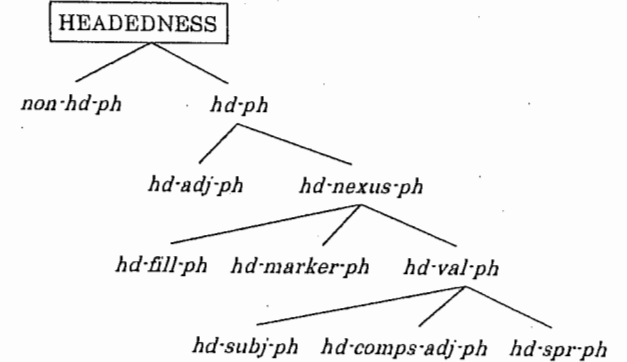 HEADEDNESS
non-hd-ph hd-ph
hd-adj-ph hd-nexus-ph
hd-fill-ph hd-marker-ph hd-val-ph
hd-subj-ph hd-comps-adj-ph hd-spr-ph